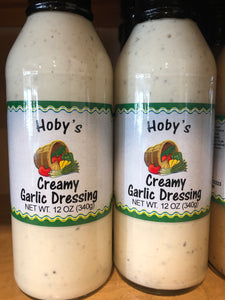 Hoby's
Creamy
Garlic Dressing
NET WT. 12 OZ (340g)
Hoby's
Creamy
Garlic Dressing
NET WT. 12 OZ (340g)